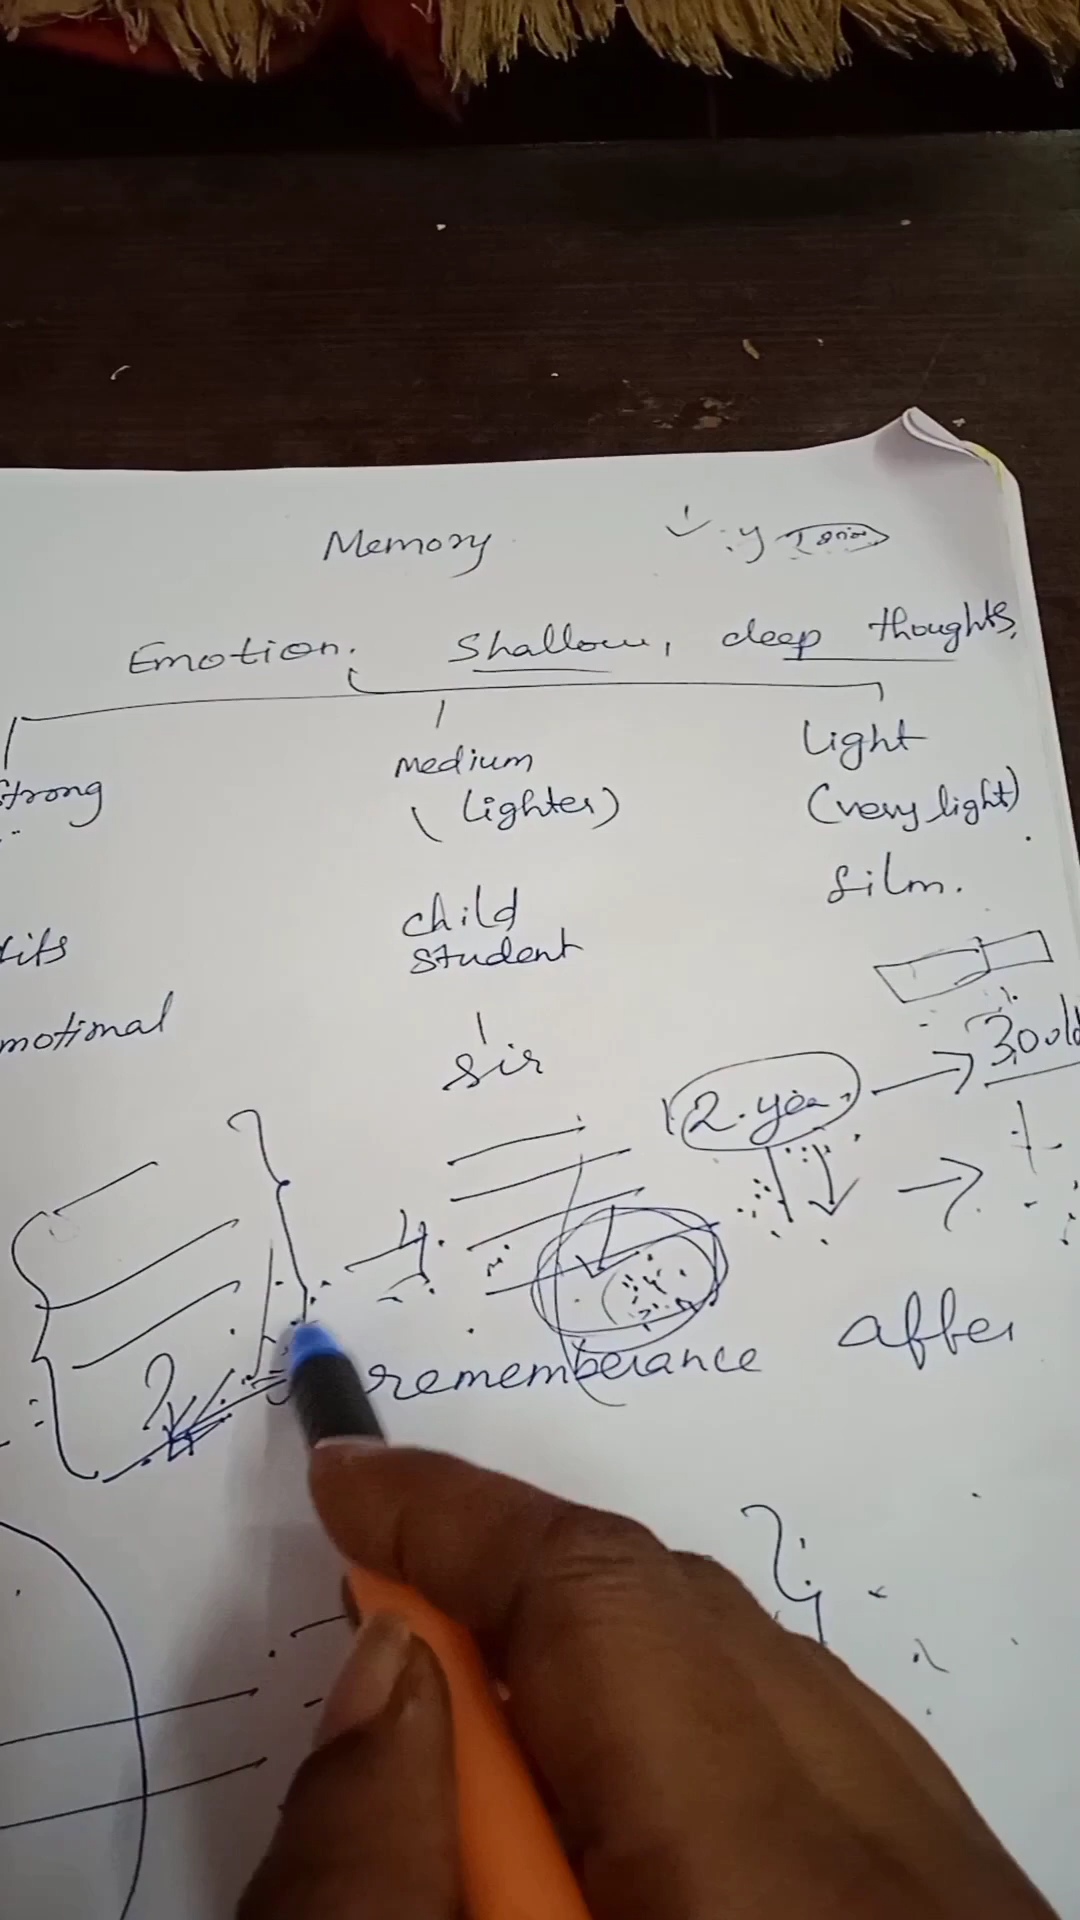 Memory
Emotion. Shallow, deep thoughts,
Strong medium Light
(Lighter) (very light)
film.
child
student
emotional
sir
2. yea 30 old
4.
rememberance after